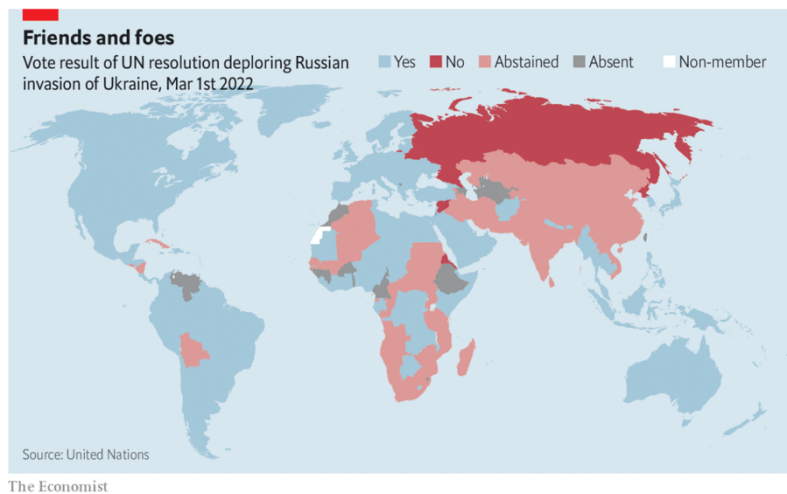 Friends and foes
Vote result of UN resolution deploring Russian
invasion of Ukraine, Mar 1st 2022
Yes No Abstained Absent Non-member
Source: United Nations
The Economist